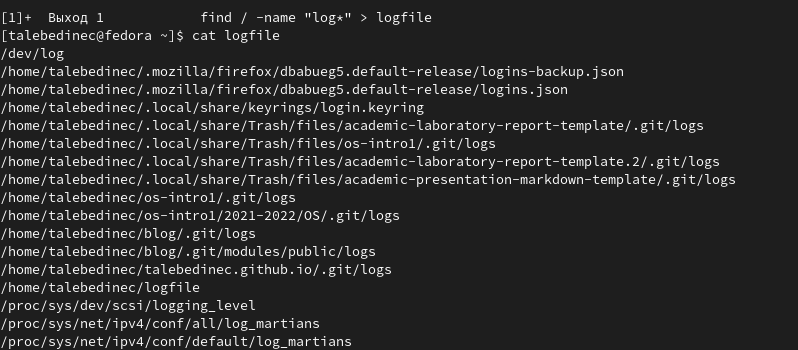 [1]+  Выход 1            find / -name "log*" > logfile
[talebedinec@fedora ~]$ cat logfile
/dev/log
/home/talebedinec/.mozilla/firefox/dbabueg5.default-release/logins-backup.json
/home/talebedinec/.mozilla/firefox/dbabueg5.default-release/logins.json
/home/talebedinec/.local/share/keyrings/login.keyring
/home/talebedinec/.local/share/Trash/files/academic-laboratory-report-template/.git/logs
/home/talebedinec/.local/share/Trash/files/os-intro1/.git/logs
/home/talebedinec/.local/share/Trash/files/academic-laboratory-report-template.2/.git/logs
/home/talebedinec/.local/share/Trash/files/academic-presentation-markdown-template/.git/logs
/home/talebedinec/os-intro1/.git/logs
/home/talebedinec/os-intro1/2021-2022/OS/.git/logs
/home/talebedinec/blog/.git/logs
/home/talebedinec/blog/.git/modules/public/logs
/home/talebedinec/talebedinec.github.io/.git/logs
/home/talebedinec/logfile
/proc/sys/dev/scsi/logging_level
/proc/sys/net/ipv4/conf/all/log_martians
/proc/sys/net/ipv4/conf/default/log_martians